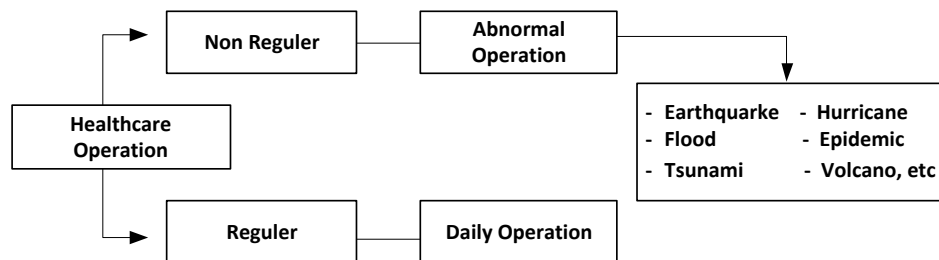 Non Reguler
Abnormal
Operation
Healthcare
Operation
- Earthquarke - Hurricane
- Flood - Epidemic
- Tsunami - Volcano, etc
Reguler
Daily Operation